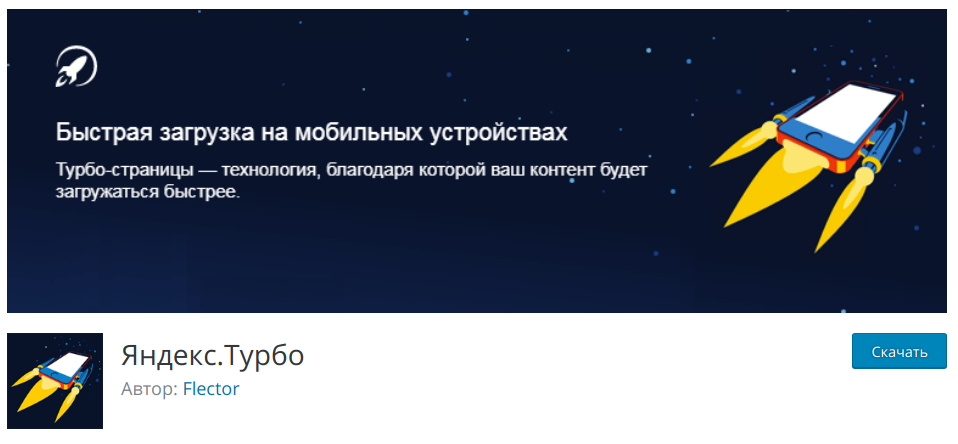 Быстрая загрузка на мобильных устройствах
Турбо-страницы — технология, благодаря которой ваш контент будет
загружаться быстрее.
Яндекс.Турбо
Скачать
Автор: Flector